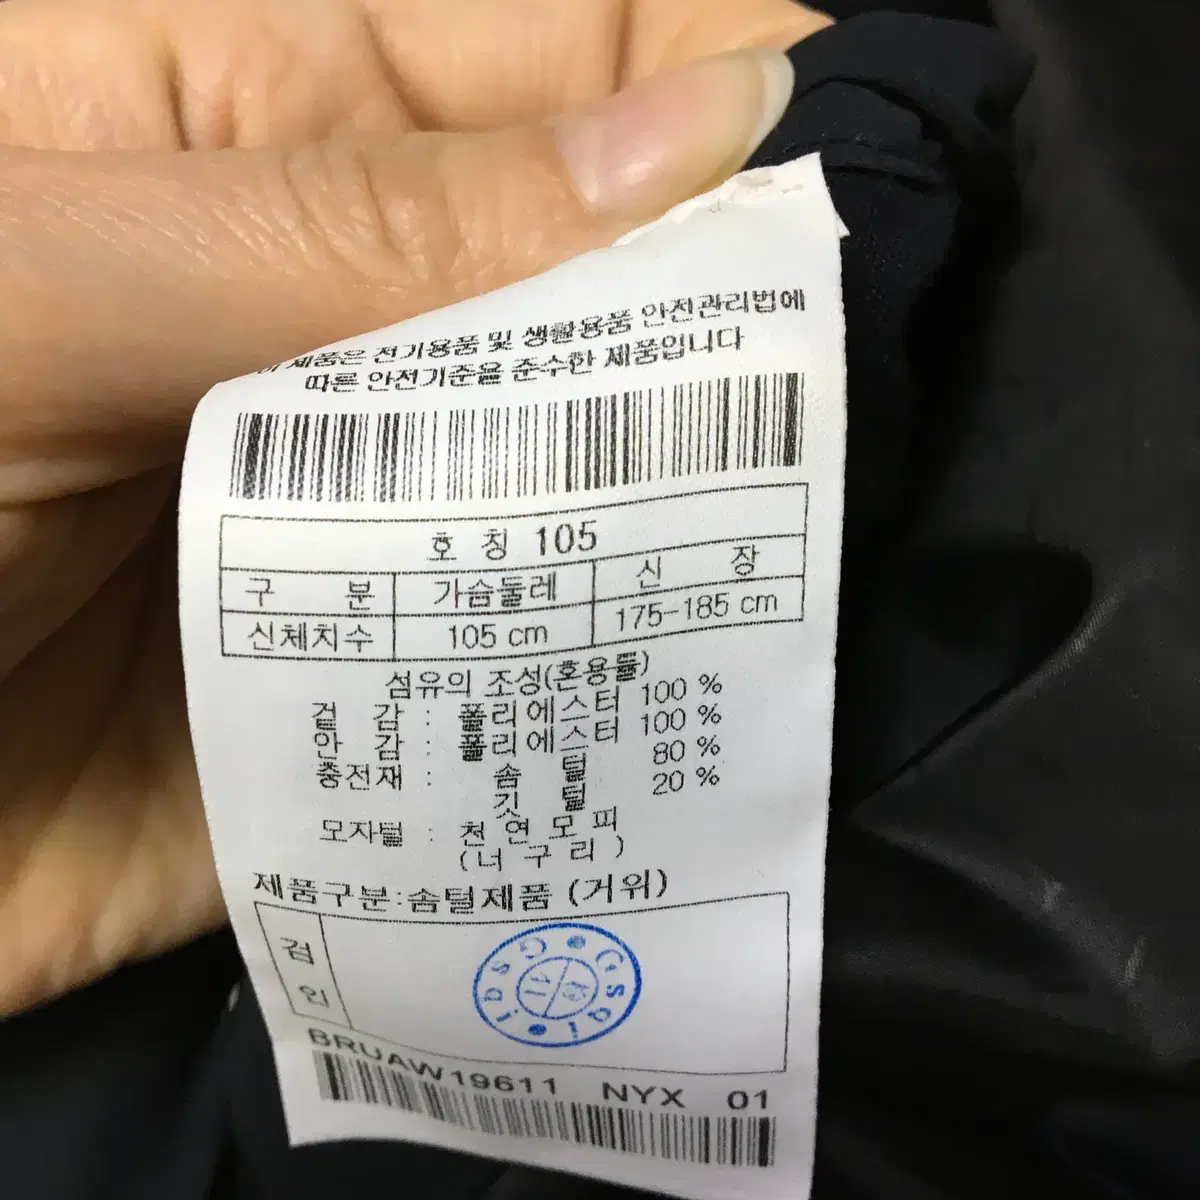 이 제품은 전기용품 및 생활용품 안전관리법에
따른 안전기준을 준수한 제품입니다
호 칭 105
구 분 가슴둘레 신 장
신체치수 105 cm 175-185 cm
섬유의 조성(혼용률)
겉 감 : 폴리에스터 100 %
안 감 : 폴리에스터 100 %
충전재 : 솜 털 80 %
깃 털 20 %
모자털 : 천 연 모 피
(너 구 리)
제품구분:솜털제품 (거위)
검 인
Gsqi Gsqi
BRUAW19611 NYX 01